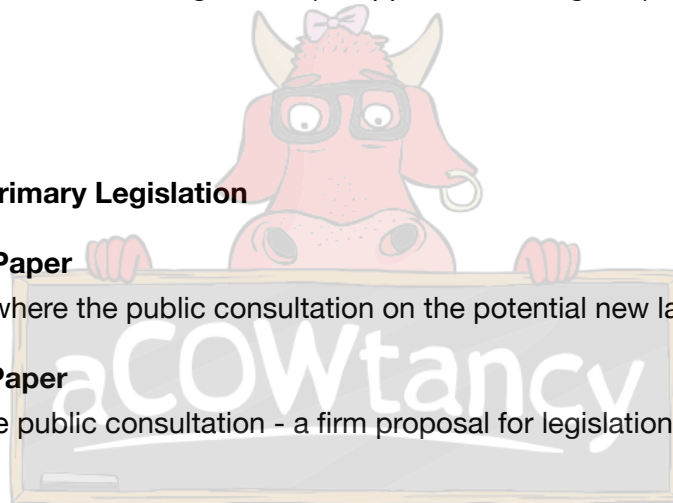 rimary Legislation
Paper
where the public consultation on the potential new la
Paper
e public consultation - a firm proposal for legislation
aCOWtancy